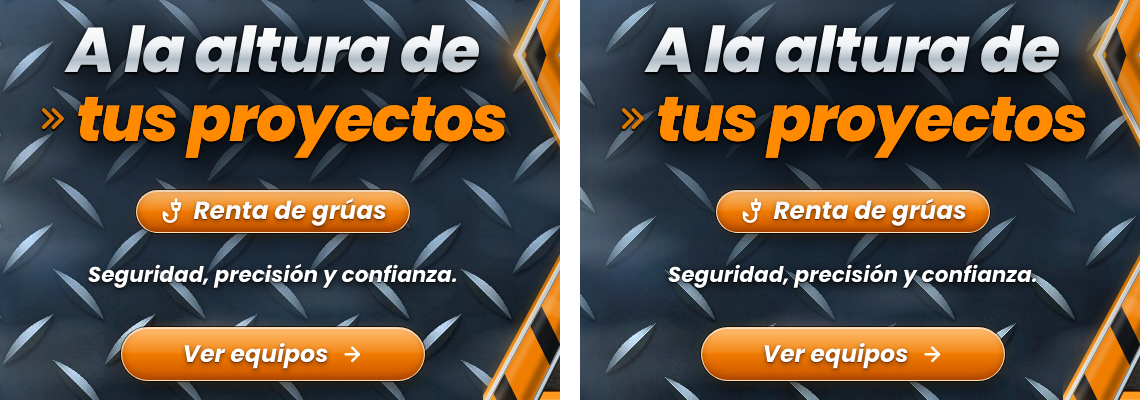 A la altura de
» tus proyectos
Renta de grúas
Seguridad, precisión y confianza.
Ver equipos →
A la altura de
» tus proyectos
Renta de grúas
Seguridad, precisión y confianza.
Ver equipos →